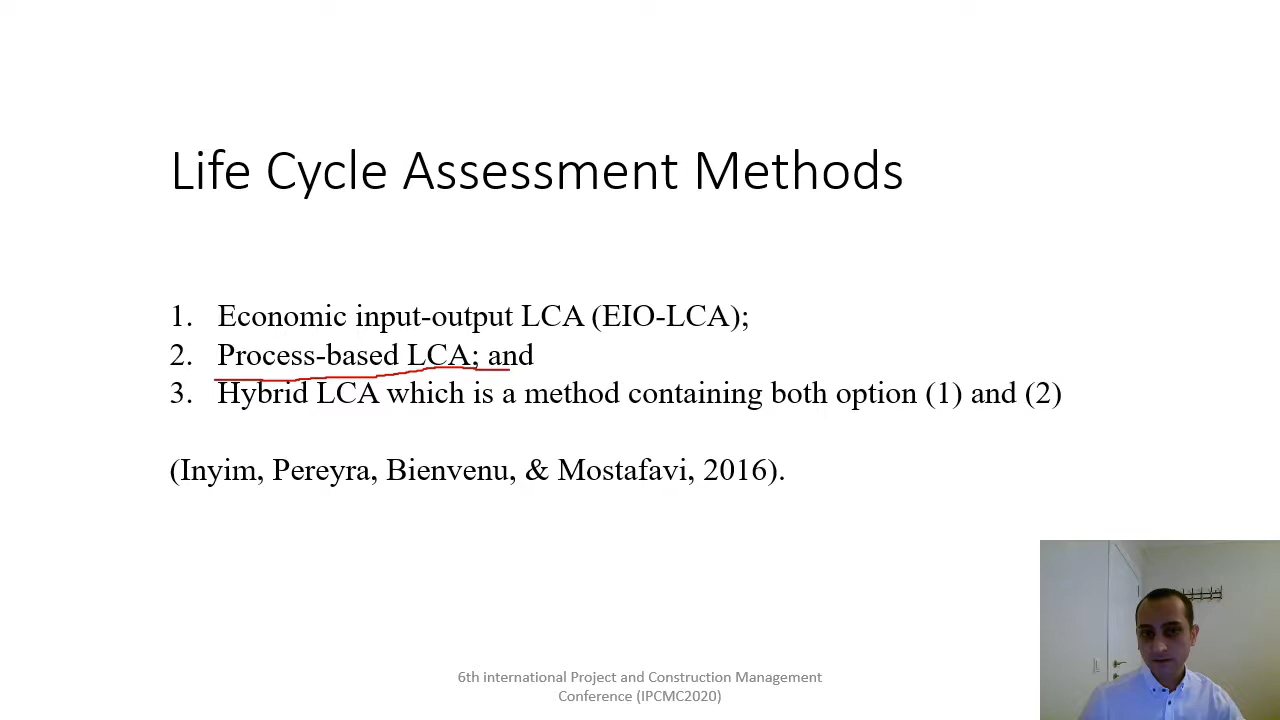 Life Cycle Assessment Methods
1. Economic input-output LCA (EIO-LCA);
2. Process-based LCA; and
3. Hybrid LCA which is a method containing both option (1) and (2)
(Inyim, Pereyra, Bienvenu, & Mostafavi, 2016).
6th international Project and Construction Management
Conference (IPCMC2020)